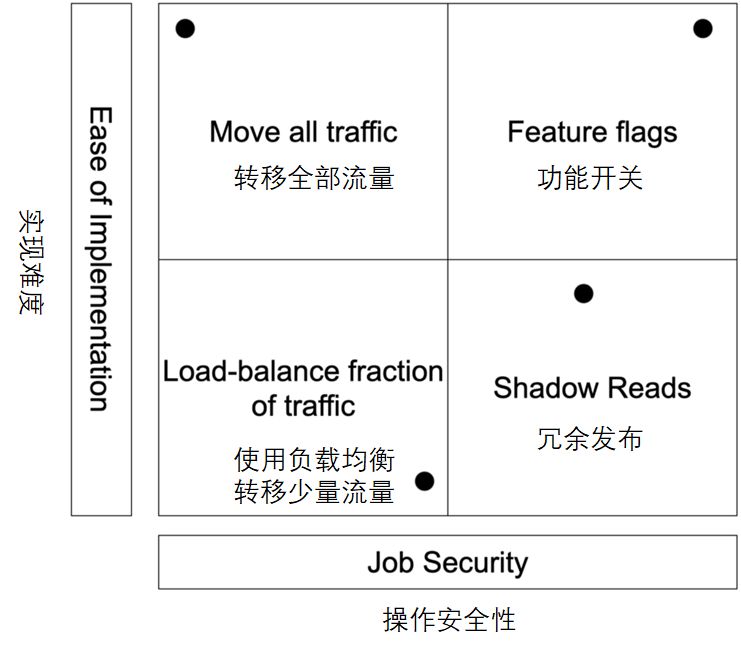 实现难度
Ease of Implementation
Move all traffic
转移全部流量
Feature flags
功能开关
Load-balance fraction
of traffic
使用负载均衡
转移少量流量
Shadow Reads
冗余发布
Job Security
操作安全性